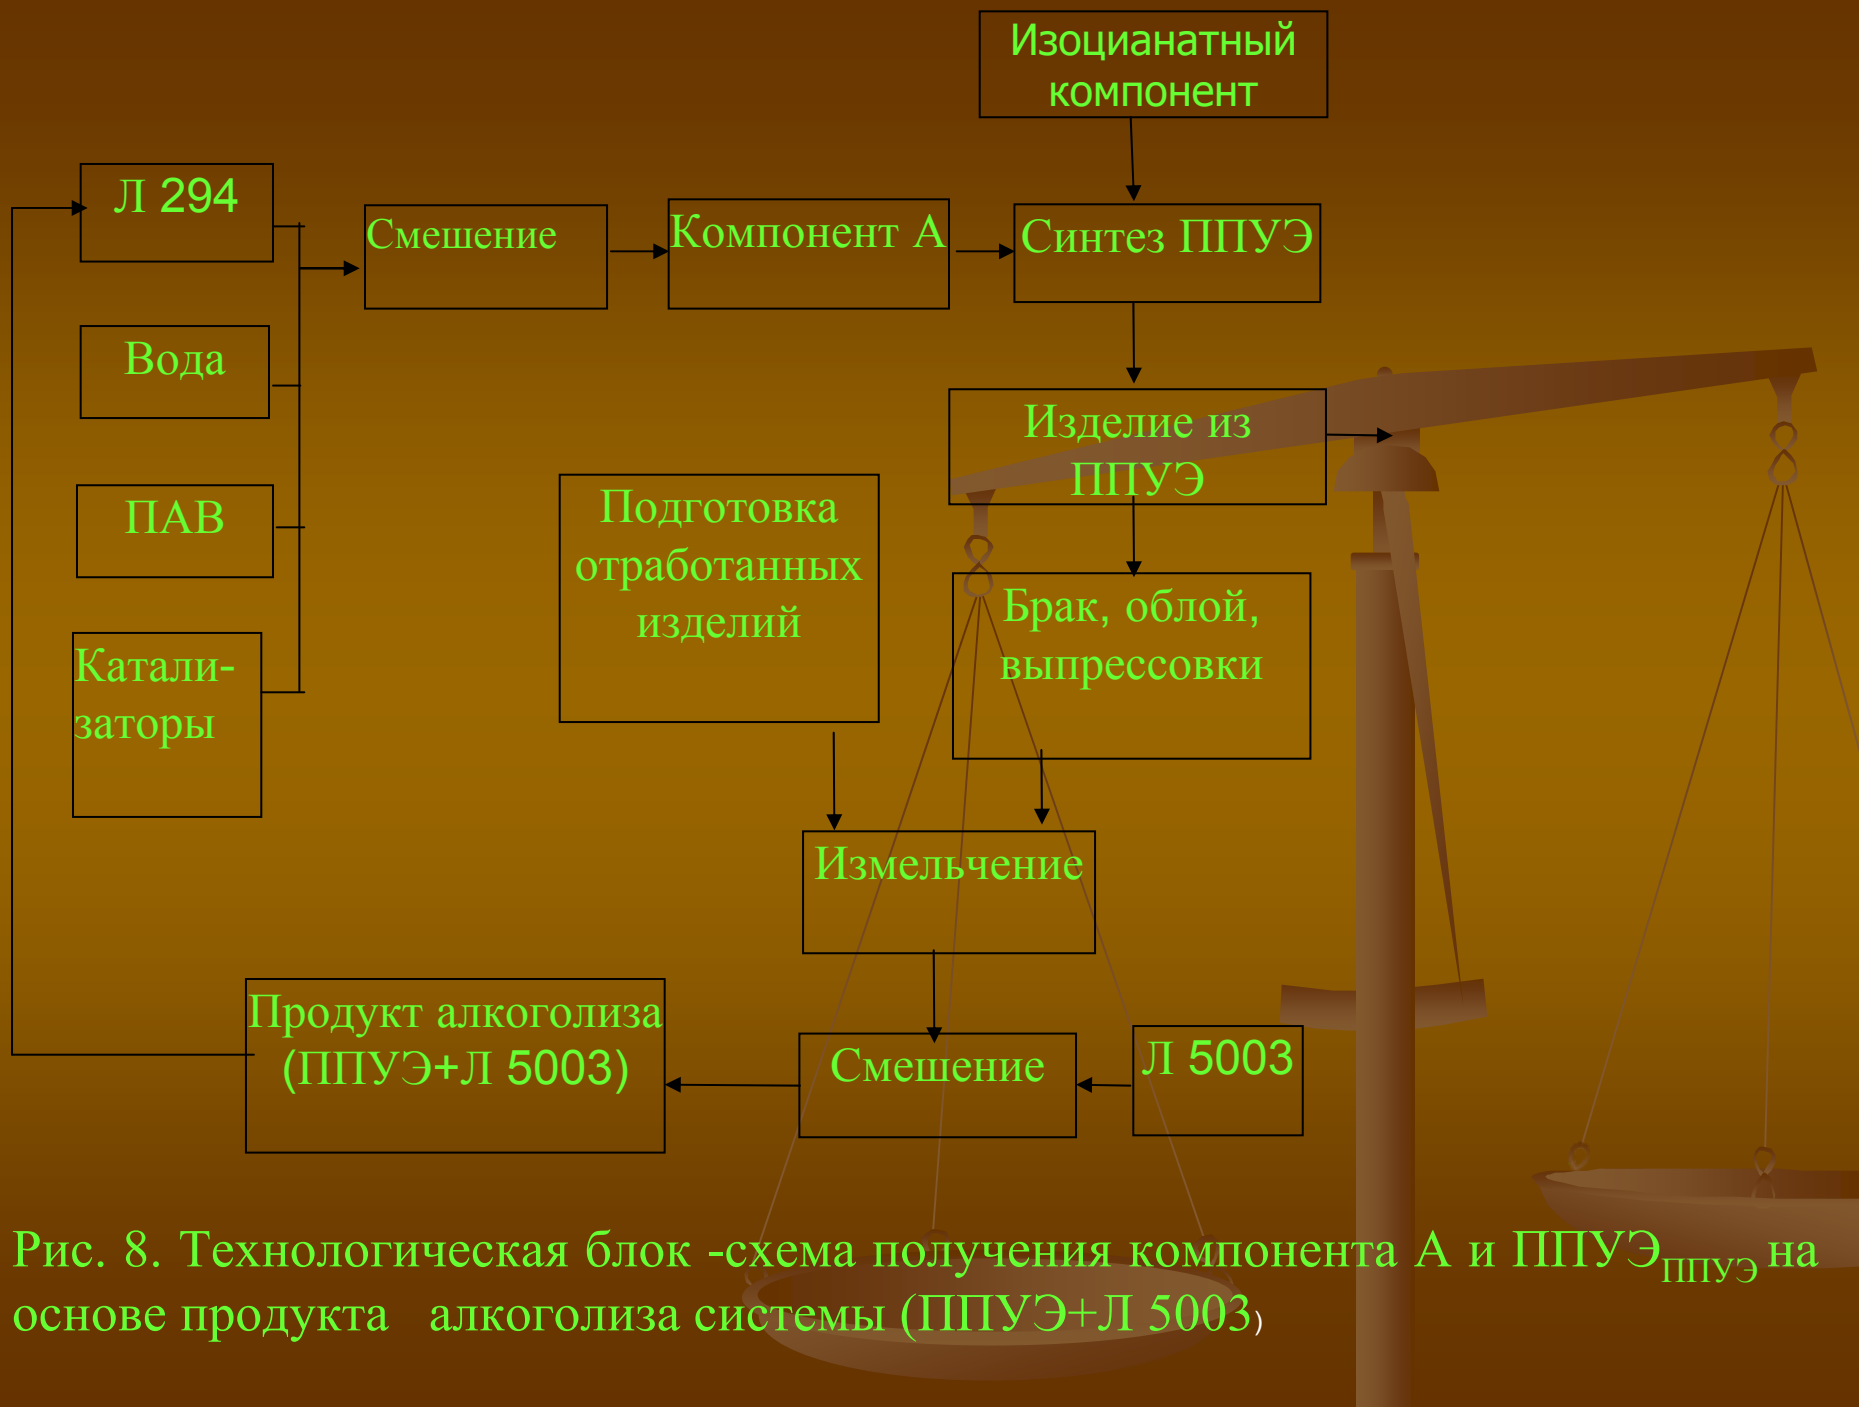 Изоцианатный
компонент
Л 294
Смешение
Компонент А
Синтез ППУЭ
Вода
Изделие из
ППУЭ
ПАВ
Подготовка
отработанных
изделий
Брак, облой,
выпрессовки
Катали-
заторы
Измельчение
Продукт алкоголиза
(ППУЭ+Л 5003)
Смешение
Л 5003
Рис. 8. Технологическая блок -схема получения компонента А и ППУЭППУЭ на
основе продукта алкоголиза системы (ППУЭ+Л 5003)